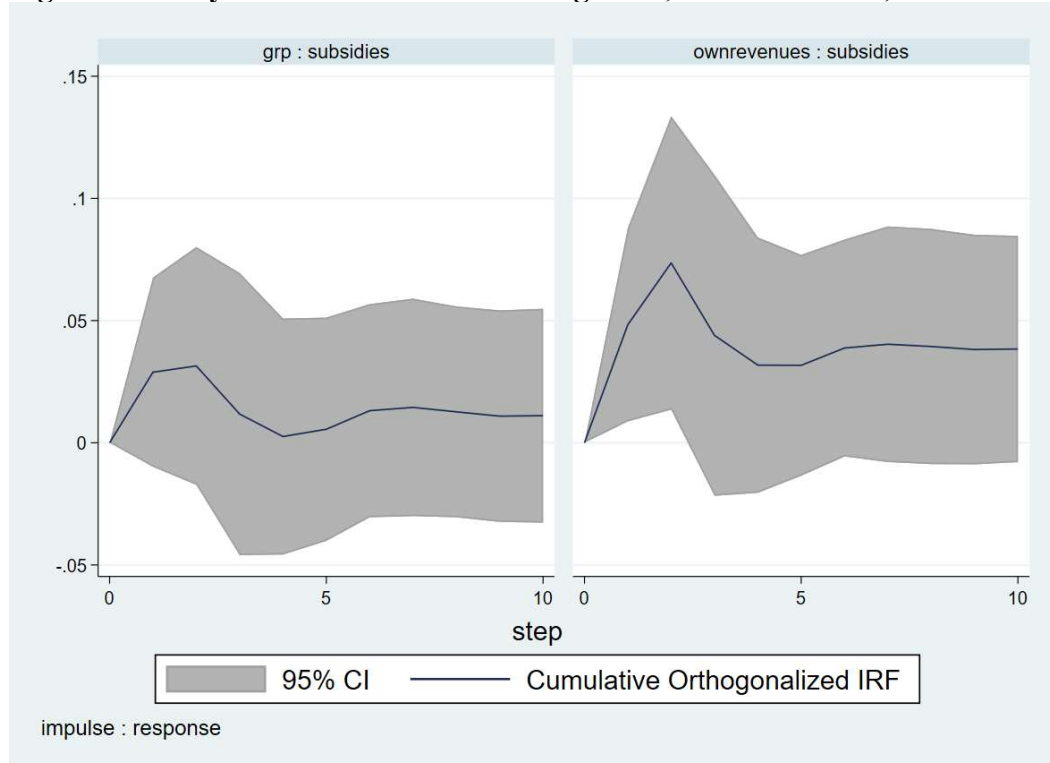 grp : subsidies
ownrevenues : subsidies
.15
.1
.05
0
-.05
0 5 10
0 5 10
step
95% CI
Cumulative Orthogonalized IRF
impulse : response